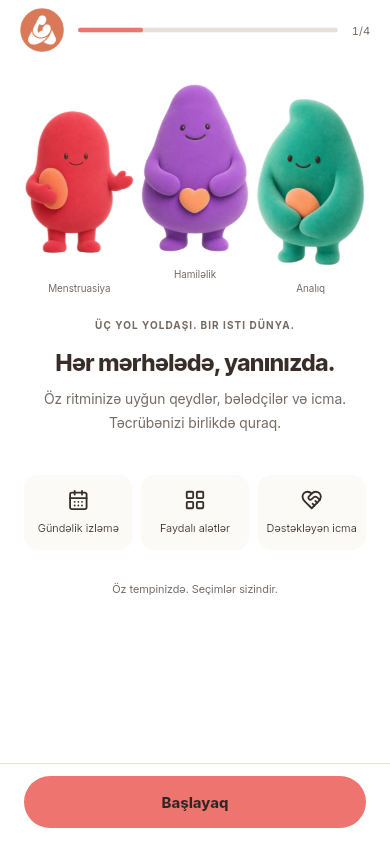 1/4
Menstruasiya
Hamiləlik
Analıq
ÜÇ YOL YOLDAŞI. BIR ISTI DÜNYA.
Hər mərhələdə, yanınızda.
Öz ritminizə uyğun qeydlər, bələdçilər və icma.
Təcrübənizi birlikdə quraq.
Gündəlik izləmə
Faydalı alətlər
Dəstəkləyən icma
Öz tempinizdə. Seçimlər sizindir.
Başlayaq